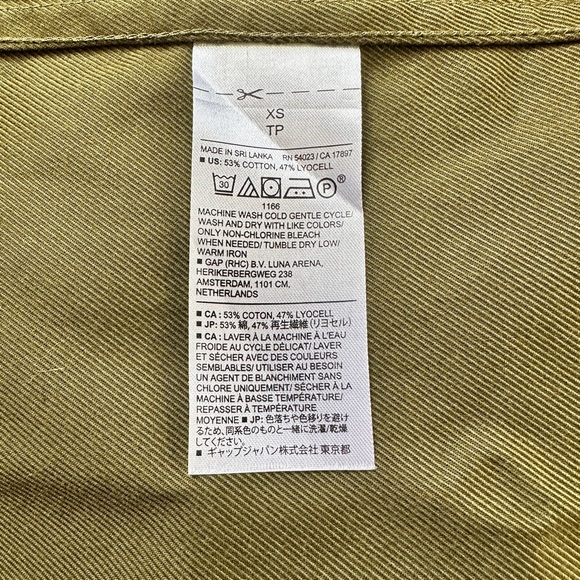 XS
TP
MADE IN SRI LANKA RN 54023 / CA 17897
■ US: 53% COTTON, 47% LYOCELL
30 P ®
1166
MACHINE WASH COLD GENTLE CYCLE/
WASH AND DRY WITH LIKE COLORS/
ONLY NON-CHLORINE BLEACH
WHEN NEEDED/ TUMBLE DRY LOW/
WARM IRON
■ GAP (RHC) B.V. LUNA ARENA,
HERIKERBERGWEG 238
AMSTERDAM, 1101 CM,
NETHERLANDS
■ CA : 53% COTON, 47% LYOCELL
■ JP: 53% 綿, 47% 再生繊維 (リヨセル)
■ CA : LAVER À LA MACHINE À L'EAU
FROIDE AU CYCLE DÉLICAT/ LAVER
ET SÉCHER AVEC DES COULEURS
SEMBLABLES/ UTILISER AU BESOIN
UN AGENT DE BLANCHIMENT SANS
CHLORE UNIQUEMENT/ SÉCHER À LA
MACHINE À BASSE TEMPÉRATURE/
REPASSER À TEMPÉRATURE
MOYENNE ■ JP: 色落ちや色移りを避け
るため、同系色のものと一緒に洗濯/乾燥
してください。
■ ギャップジャパン株式会社 東京都